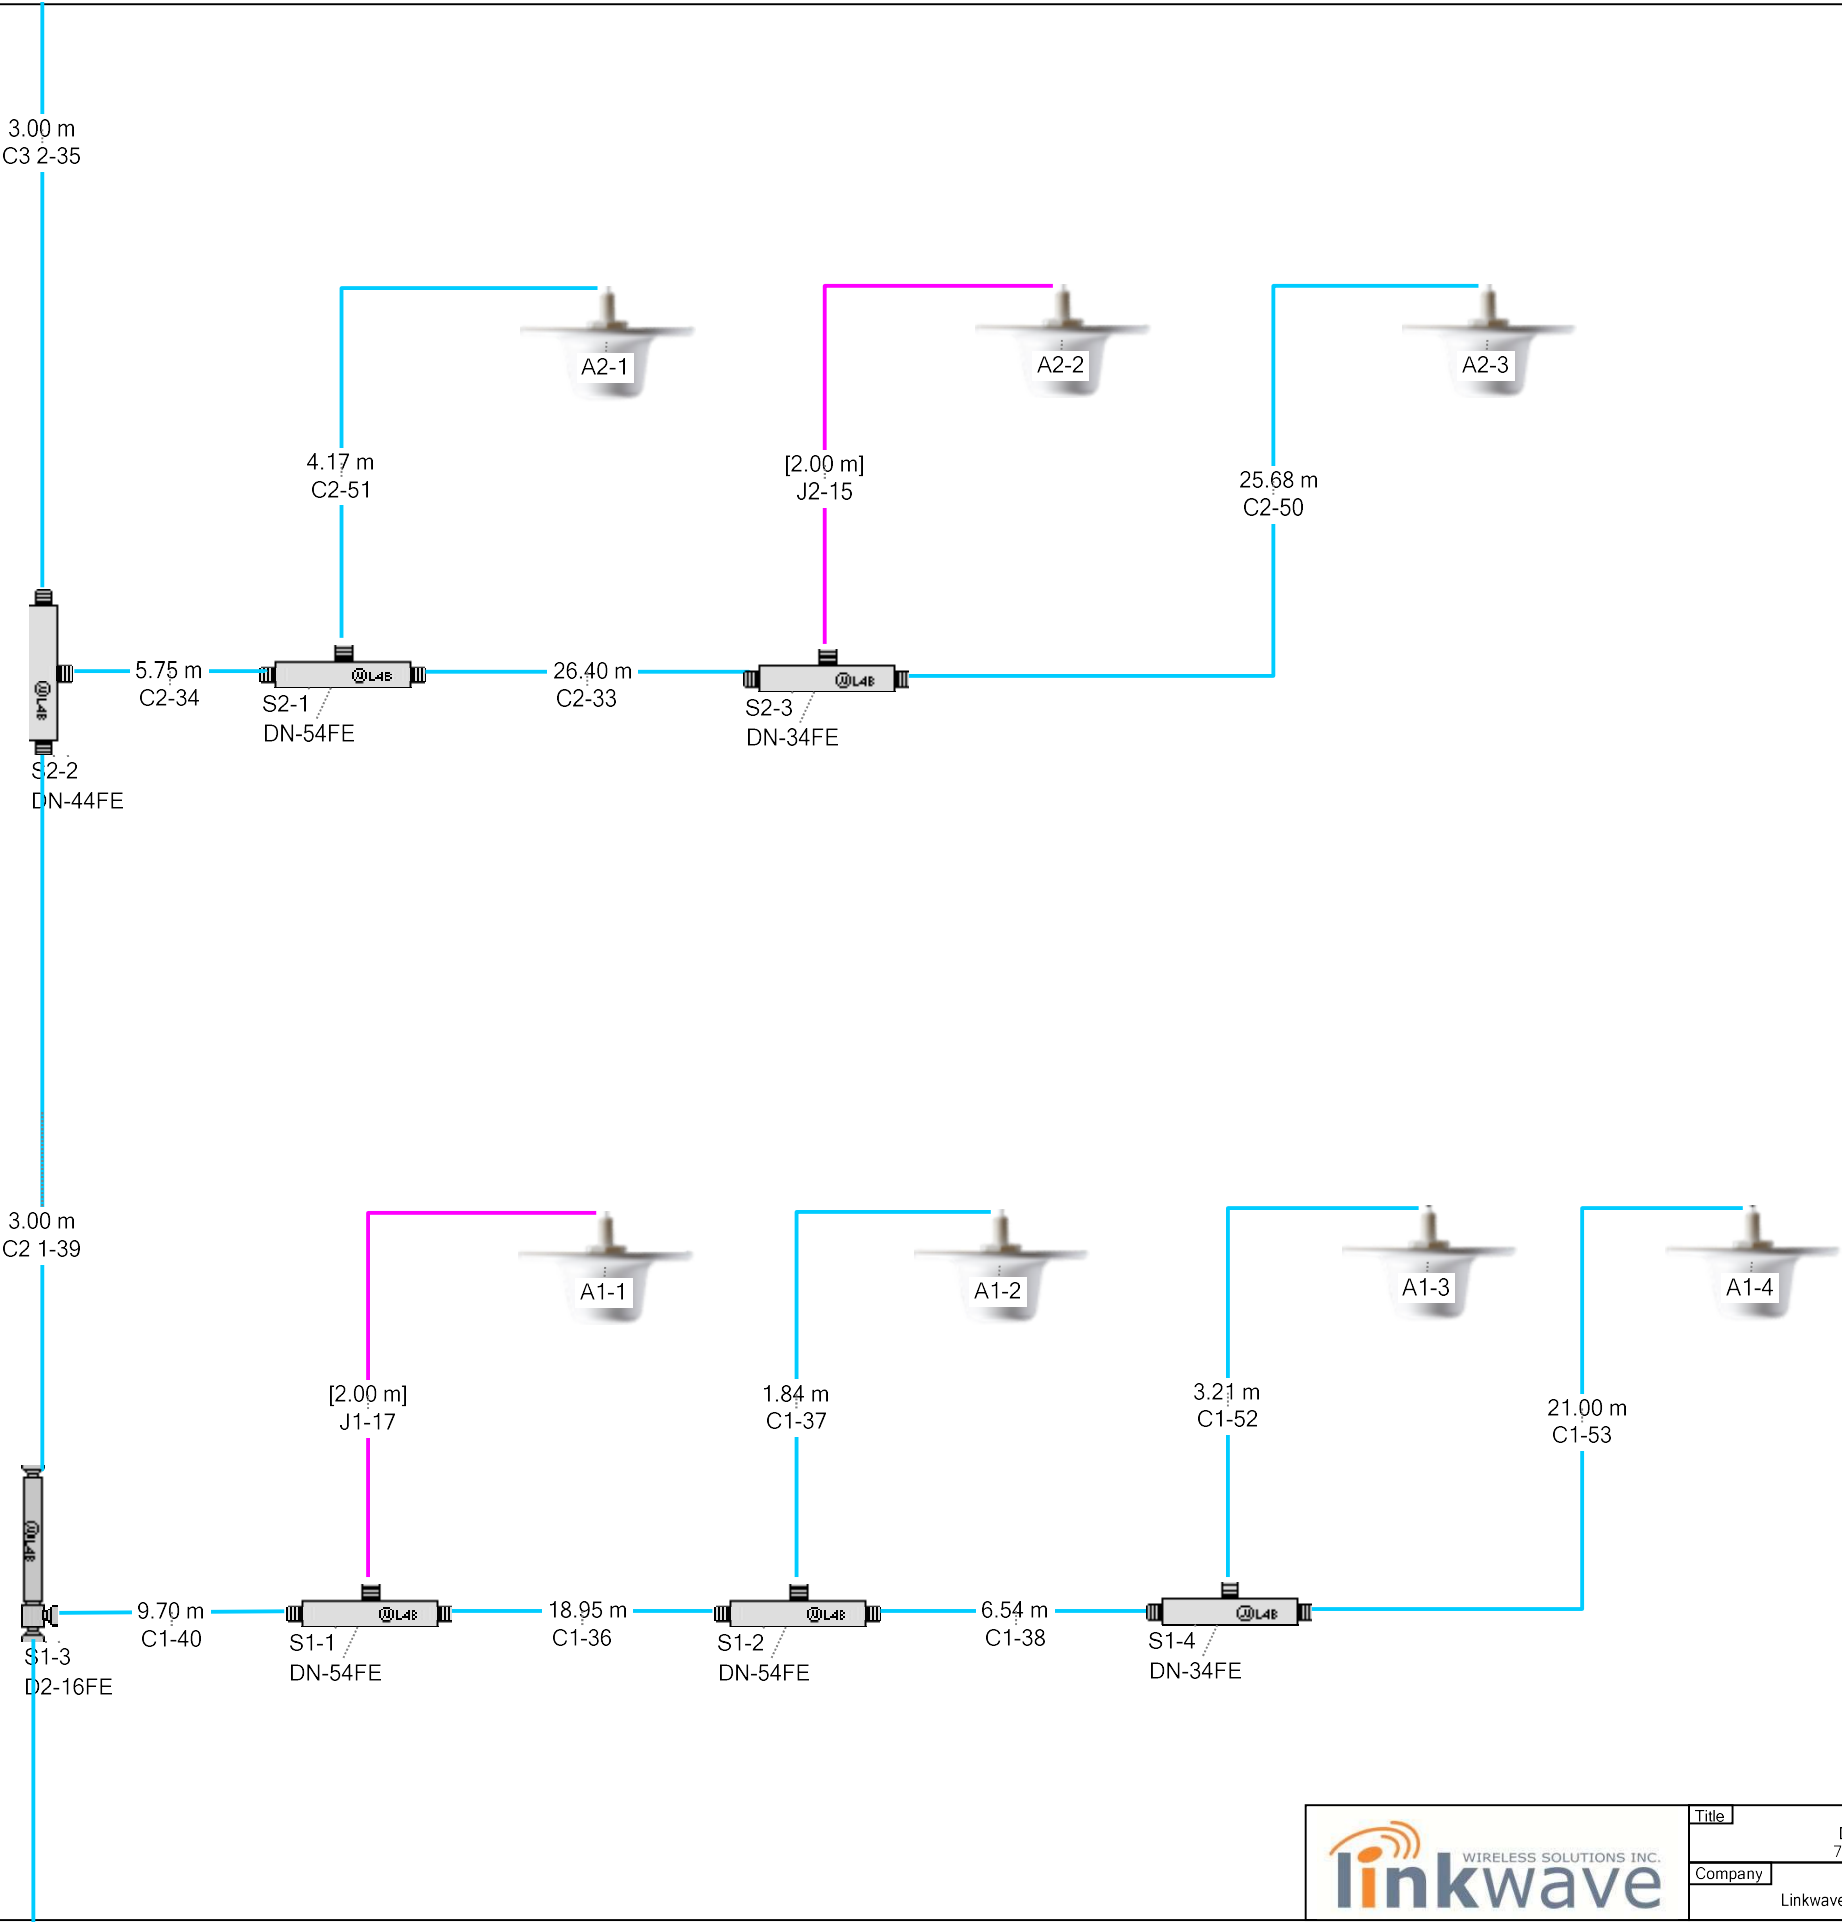 3.00 m
C3 2-35
A2-1
A2-2
A2-3
4.17 m
C2-51
[2.00 m]
J2-15
25.68 m
C2-50
5.75 m
C2-34
26.40 m
C2-33
S2-1
DN-54FE
S2-3
DN-34FE
S2-2
DN-44FE
3.00 m
C2 1-39
A1-1
A1-2
A1-3
A1-4
[2.00 m]
J1-17
1.84 m
C1-37
3.21 m
C1-52
21.00 m
C1-53
9.70 m
C1-40
18.95 m
C1-36
6.54 m
C1-38
S1-3
D2-16FE
S1-1
DN-54FE
S1-2
DN-54FE
S1-4
DN-34FE
WIRELESS SOLUTIONS INC.
linkwave
Title
7
Company
Linkwave